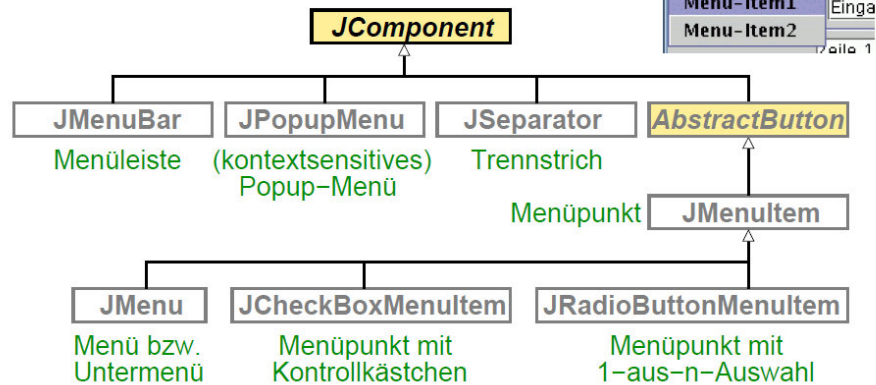 Menu-Item1
Einga
Menu-Item2
Zeile 1
JComponent
JMenuBar
JPopupMenu
JSeparator
AbstractButton
Menüleiste
(kontextsensitives)
Popup-Menü
Trennstrich
Menüpunkt
JMenuItem
JMenu
JCheckBoxMenuItem
JRadioButtonMenuItem
Menü bzw.
Untermenü
Menüpunkt mit
Kontrollkästchen
Menüpunkt mit
1-aus-n-Auswahl